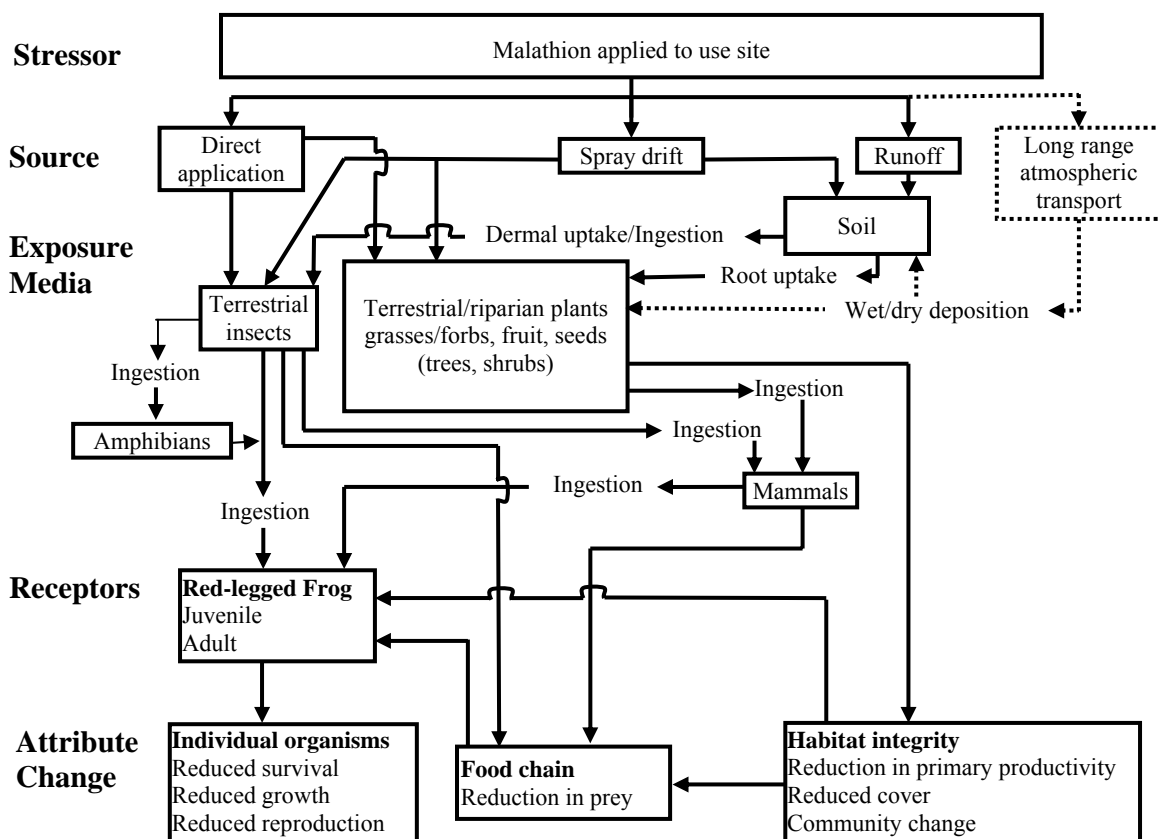 Stressor
Malathion applied to use site
Source
Direct
application
Spray drift
Runoff
Long range
atmospheric
transport
Exposure
Media
Dermal uptake/Ingestion
Soil
Root uptake
Wet/dry deposition
Terrestrial
insects
Terrestrial/riparian plants
grasses/forbs, fruit, seeds
(trees, shrubs)
Ingestion
Ingestion
Ingestion
Amphibians
Ingestion
Ingestion
Mammals
Receptors
Red-legged Frog
Juvenile
Adult
Attribute
Change
Individual organisms
Reduced survival
Reduced growth
Reduced reproduction
Food chain
Reduction in prey
Habitat integrity
Reduction in primary productivity
Reduced cover
Community change